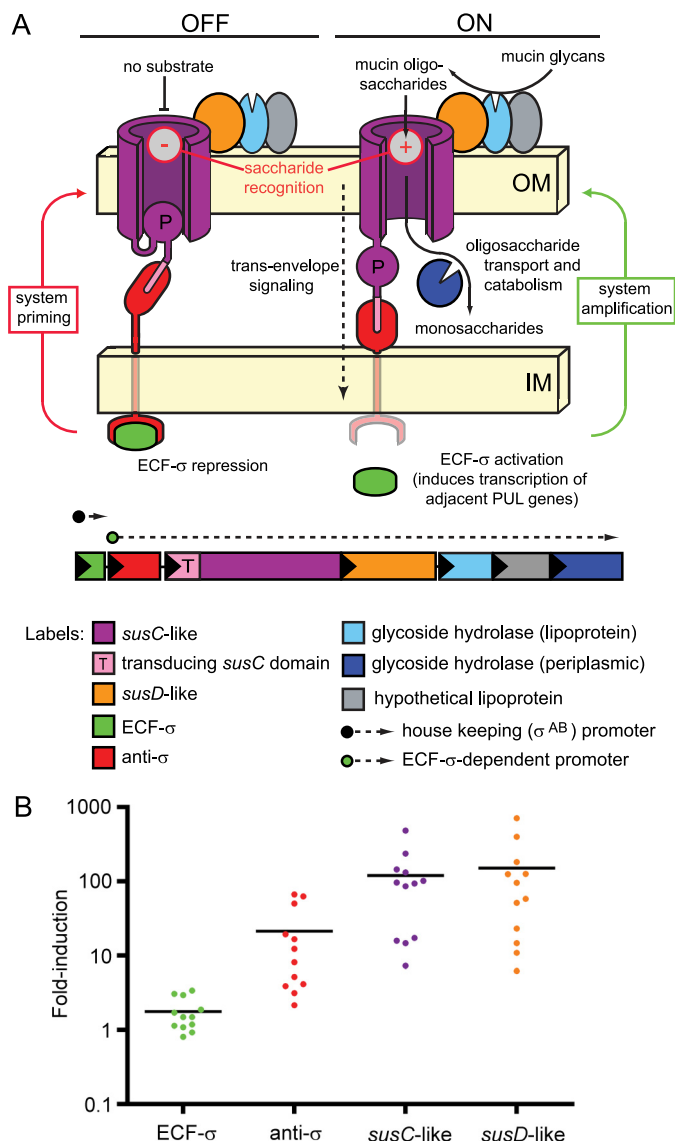 A
OFF
ON
no substrate
mucin oligo-
saccharides
mucin glycans
-
+
saccharide
recognition
OM
P
P
trans-envelope
signaling
oligosaccharide
transport and
catabolism
monosaccharides
system
priming
system
amplification
IM
ECF-σ repression
ECF-σ activation
(induces transcription of
adjacent PUL genes)
T
Labels:
susC-like
T transducing susC domain
susD-like
ECF-σ
anti-σ
glycoside hydrolase (lipoprotein)
glycoside hydrolase (periplasmic)
hypothetical lipoprotein
house keeping (σ AB) promoter
ECF-σ-dependent promoter
B
Fold-induction
1000
100
10
1
0.1
ECF-σ
anti-σ
susC-like
susD-like